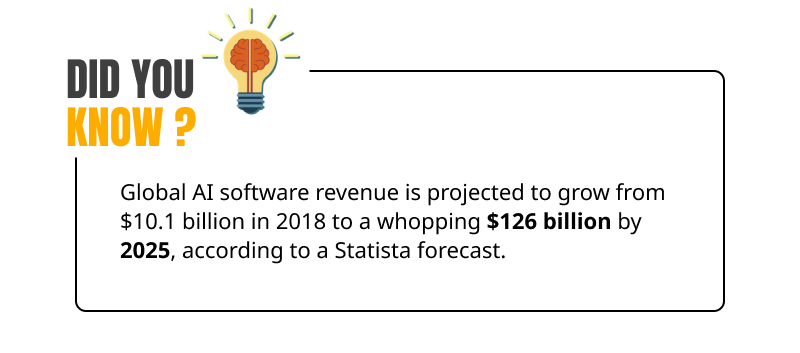 DID YOU
KNOW ?
Global AI software revenue is projected to grow from
$10.1 billion in 2018 to a whopping $126 billion by
2025, according to a Statista forecast.